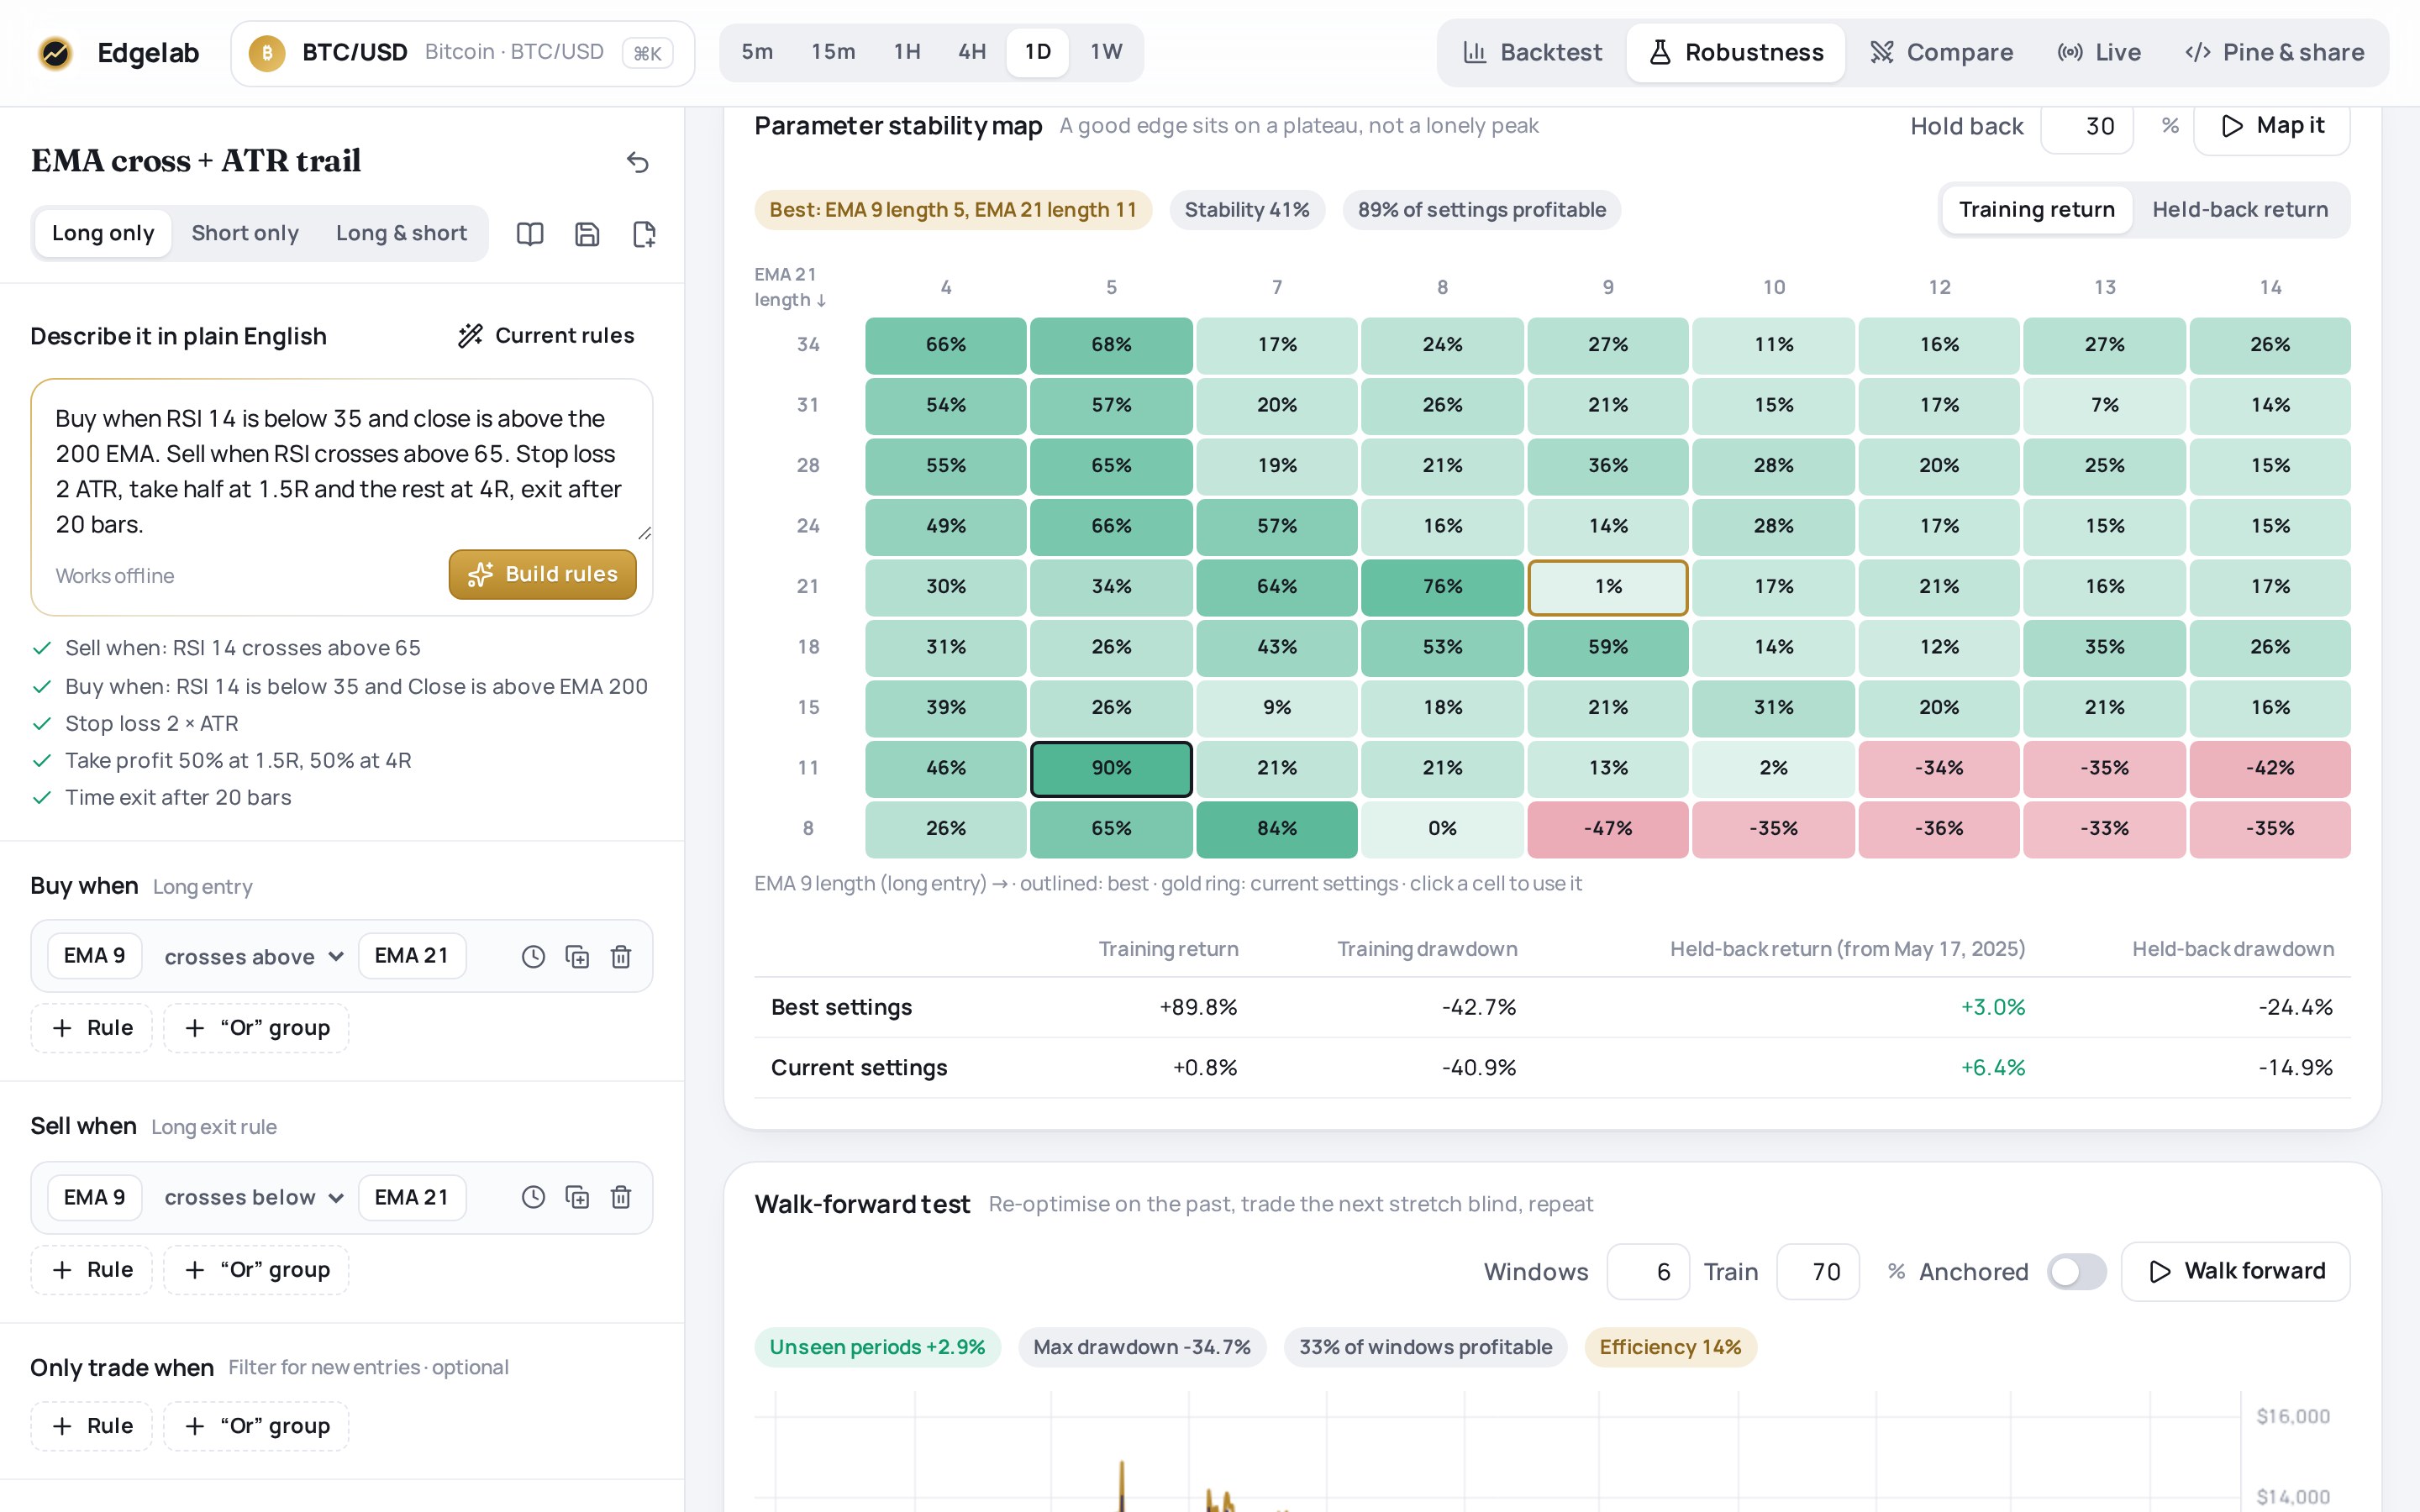 Edgelab
BTC/USD Bitcoin · BTC/USD ⌘K
5m 15m 1H 4H 1D 1W
Backtest Robustness Compare Live Pine & share
EMA cross + ATR trail
Long only Short only Long & short
Describe it in plain English Current rules
Buy when RSI 14 is below 35 and close is above the
200 EMA. Sell when RSI crosses above 65. Stop loss
2 ATR, take half at 1.5R and the rest at 4R, exit after
20 bars.
Works offline Build rules
Sell when: RSI 14 crosses above 65
Buy when: RSI 14 is below 35 and Close is above EMA 200
Stop loss 2 × ATR
Take profit 50% at 1.5R, 50% at 4R
Time exit after 20 bars
Buy when Long entry
EMA 9 crosses above EMA 21
+ Rule + “Or” group
Sell when Long exit rule
EMA 9 crosses below EMA 21
+ Rule + “Or” group
Only trade when Filter for new entries · optional
+ Rule + “Or” group
Parameter stability map A good edge sits on a plateau, not a lonely peak Hold back 30 % Map it
Best: EMA 9 length 5, EMA 21 length 11 Stability 41% 89% of settings profitable Training return Held-back return
EMA 21
length ↓ 4 5 7 8 9 10 12 13 14
34 66% 68% 17% 24% 27% 11% 16% 27% 26%
31 54% 57% 20% 26% 21% 15% 17% 7% 14%
28 55% 65% 19% 21% 36% 28% 20% 25% 15%
24 49% 66% 57% 16% 14% 28% 17% 15% 15%
21 30% 34% 64% 76% 1% 17% 21% 16% 17%
18 31% 26% 43% 53% 59% 14% 12% 35% 26%
15 39% 26% 9% 18% 21% 31% 20% 21% 16%
11 46% 90% 21% 21% 13% 2% -34% -35% -42%
8 26% 65% 84% 0% -47% -35% -36% -33% -35%
EMA 9 length (long entry) → · outlined: best · gold ring: current settings · click a cell to use it
Training return Training drawdown Held-back return (from May 17, 2025) Held-back drawdown
Best settings +89.8% -42.7% +3.0% -24.4%
Current settings +0.8% -40.9% +6.4% -14.9%
Walk-forward test Re-optimise on the past, trade the next stretch blind, repeat
Windows 6 Train 70 % Anchored Walk forward
Unseen periods +2.9% Max drawdown -34.7% 33% of windows profitable Efficiency 14%
$16,000
$14,000